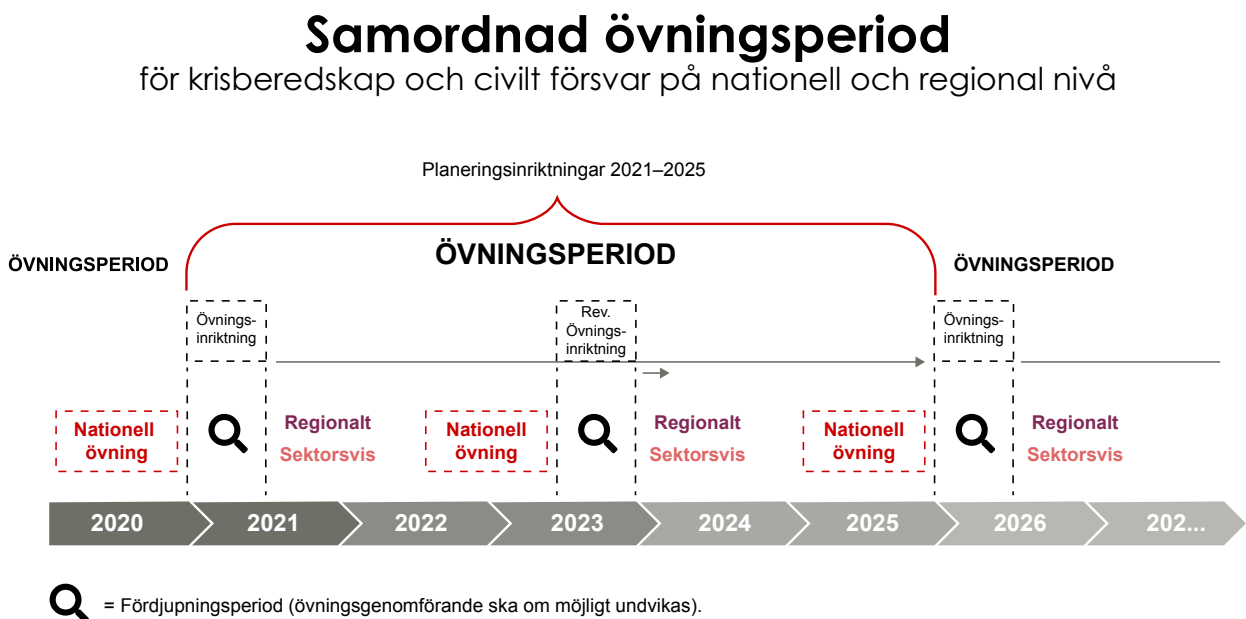 Samordnad övningsperiod
för krisberedskap och civilt försvar på nationell och regional nivå
Planeringsinriktningar 2021–2025
ÖVNINGSPERIOD
ÖVNINGSPERIOD
ÖVNINGSPERIOD
Övnings-
inriktning
Rev.
Övnings-
inriktning
Övnings-
inriktning
Nationell
övning
Regionalt
Sektorsvis
Nationell
övning
Regionalt
Sektorsvis
Nationell
övning
Regionalt
Sektorsvis
2020
2021
2022
2023
2024
2025
2026
202...
= Fördjupningsperiod (övningsgenomförande ska om möjligt undvikas).